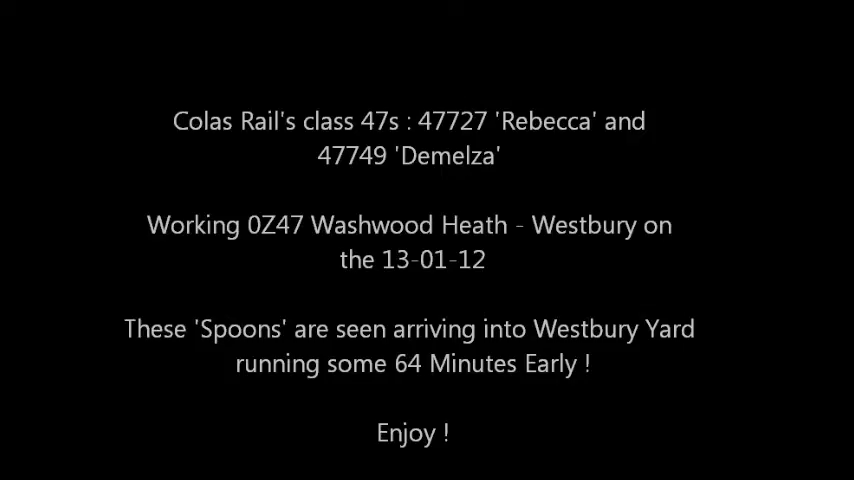 Colas Rail's class 47s : 47727 'Rebecca' and
47749 'Demelza'
Working 0Z47 Washwood Heath - Westbury on
the 13-01-12
These 'Spoons' are seen arriving into Westbury Yard
running some 64 Minutes Early !
Enjoy !